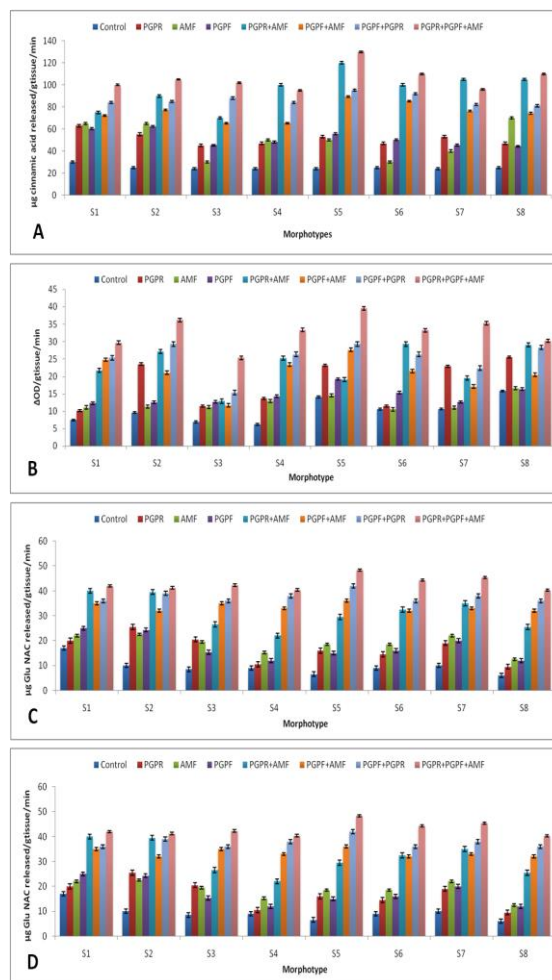 Control PGPR AMF PGPF PGPR+AMF PGPF+AMF PGPF+PGPR PGPR+PGPF+AMF
µg cinnamic acid released/gtissue/min
140
120
100
80
60
40
20
0
S1 S2 S3 S4 S5 S6 S7 S8
A
Morphotypes
Control PGPR AMF PGPF PGPR+AMF PGPF+AMF PGPF+PGPR PGPR+PGPF+AMF
ΔOD/gtissue/min
45
40
35
30
25
20
15
10
5
0
S1 S2 S3 S4 S5 S6 S7 S8
B
Morphotype
Control PGPR AMF PGPF PGPR+AMF PGPF+AMF PGPF+PGPR PGPR+PGPF+AMF
µg Glu NAC released/gtissue/min
60
50
40
30
20
10
0
S1 S2 S3 S4 S5 S6 S7 S8
C
Morphotype
Control PGPR AMF PGPF PGPR+AMF PGPF+AMF PGPF+PGPR PGPR+PGPF+AMF
µg Glu NAC released/gtissue/min
60
50
40
30
20
10
0
S1 S2 S3 S4 S5 S6 S7 S8
D
Morphotype